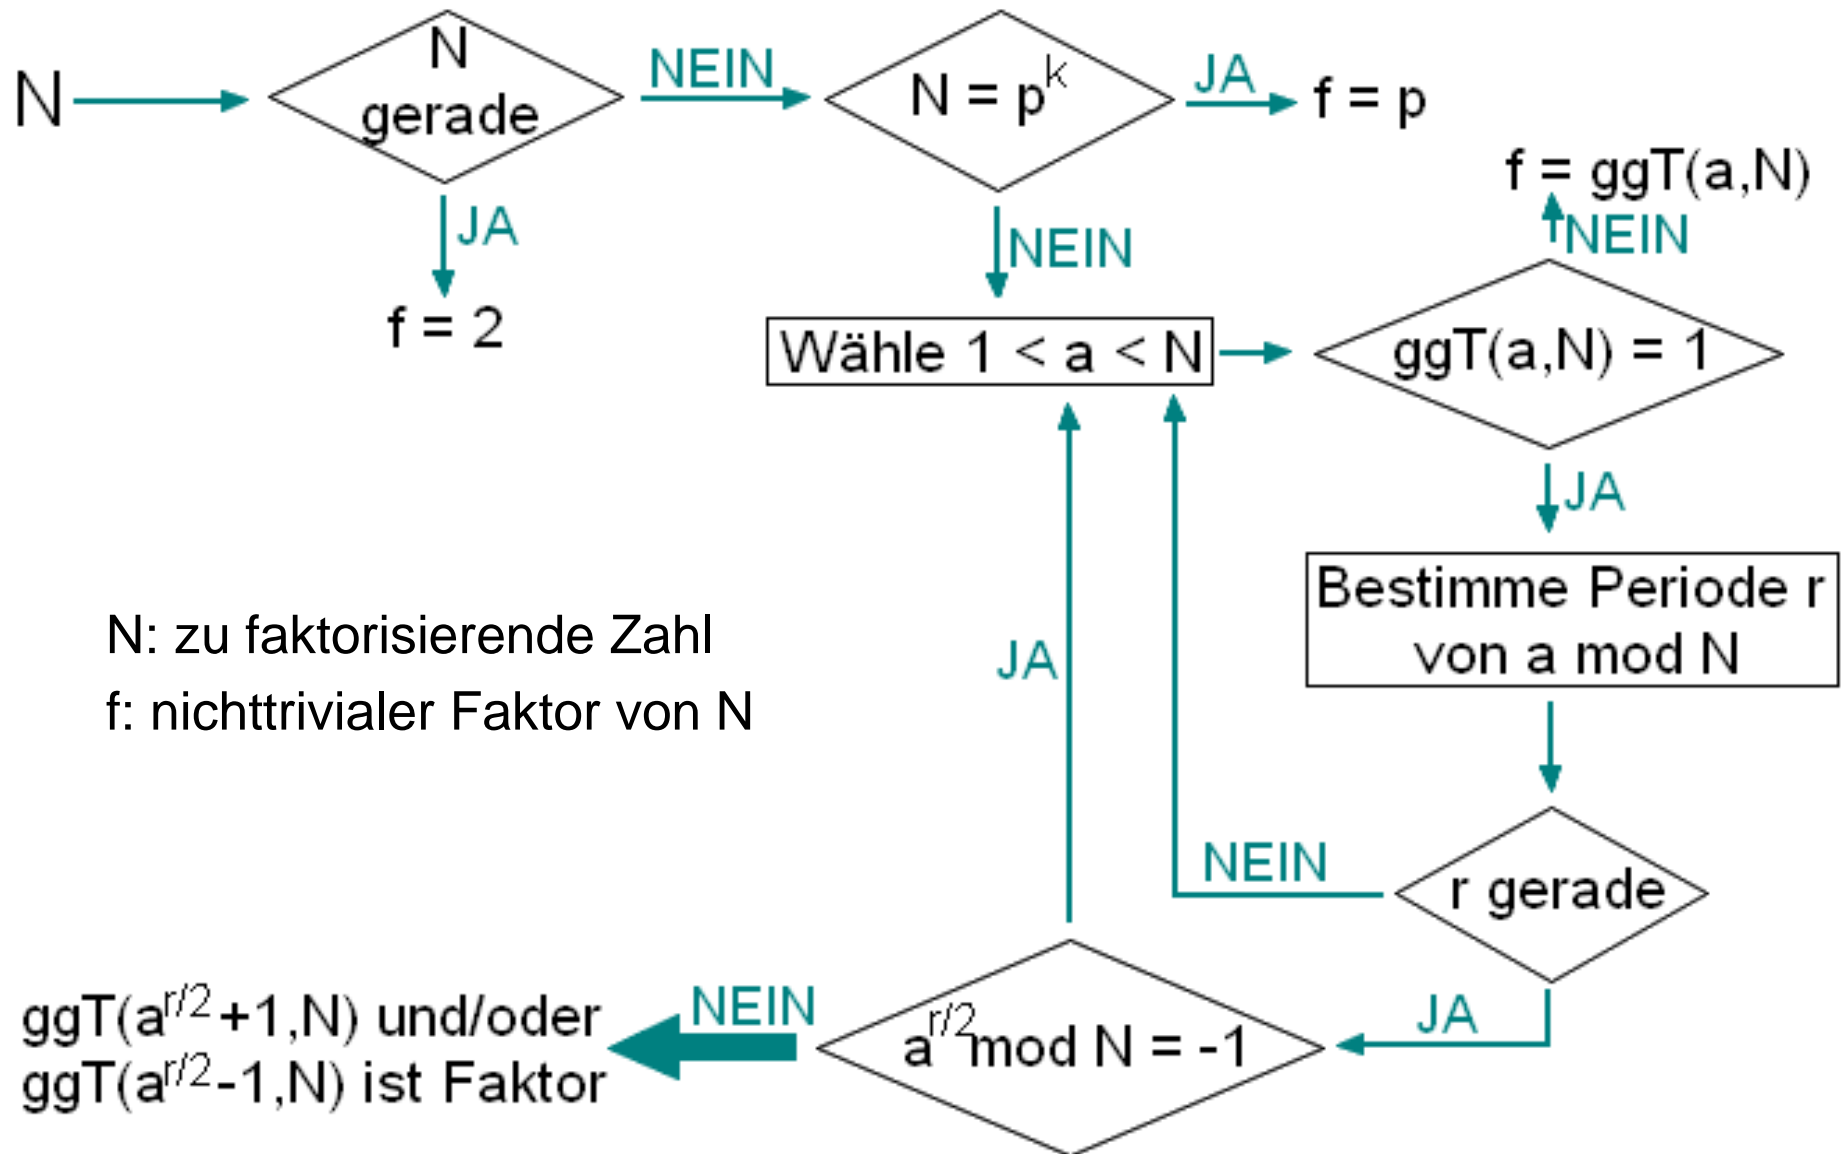 N
N
gerade
NEIN
N = p^k
JA
f = p
JA
f = 2
NEIN
f = ggT(a,N)
NEIN
Wähle 1 < a < N
ggT(a,N) = 1
JA
Bestimme Periode r
von a mod N
N: zu faktorisierende Zahl
f: nichttrivialer Faktor von N
JA
NEIN
r gerade
JA
a^r/2 mod N = -1
NEIN
ggT(a^r/2+1,N) und/oder
ggT(a^r/2-1,N) ist Faktor